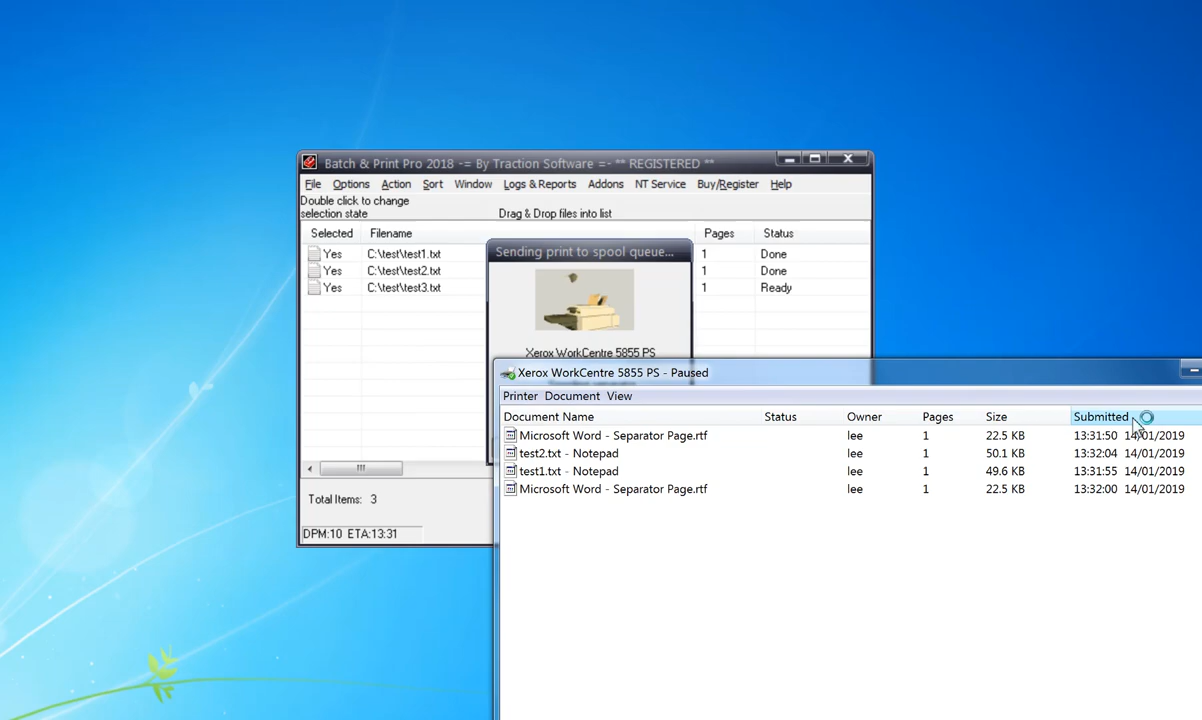 Batch & Print Pro 2018 -= By Traction Software =- ** REGISTERED **
File Options Action Sort Window Logs & Reports Addons NT Service Buy/Register Help
Double click to change
selection state
Drag & Drop files into list
Selected Filename Pages Status
Yes C:\test\test1.txt 1 Done
Yes C:\test\test2.txt 1 Done
Yes C:\test\test3.txt 1 Ready
Sending print to spool queue...
Xerox WorkCentre 5855 PS
Total Items: 3
DPM:10 ETA:13:31
Xerox WorkCentre 5855 PS - Paused
Printer Document View
Document Name Status Owner Pages Size Submitted
Microsoft Word - Separator Page.rtf lee 1 22.5 KB 13:31:50 14/01/2019
test2.txt - Notepad lee 1 50.1 KB 13:32:04 14/01/2019
test1.txt - Notepad lee 1 49.6 KB 13:31:55 14/01/2019
Microsoft Word - Separator Page.rtf lee 1 22.5 KB 13:32:00 14/01/2019